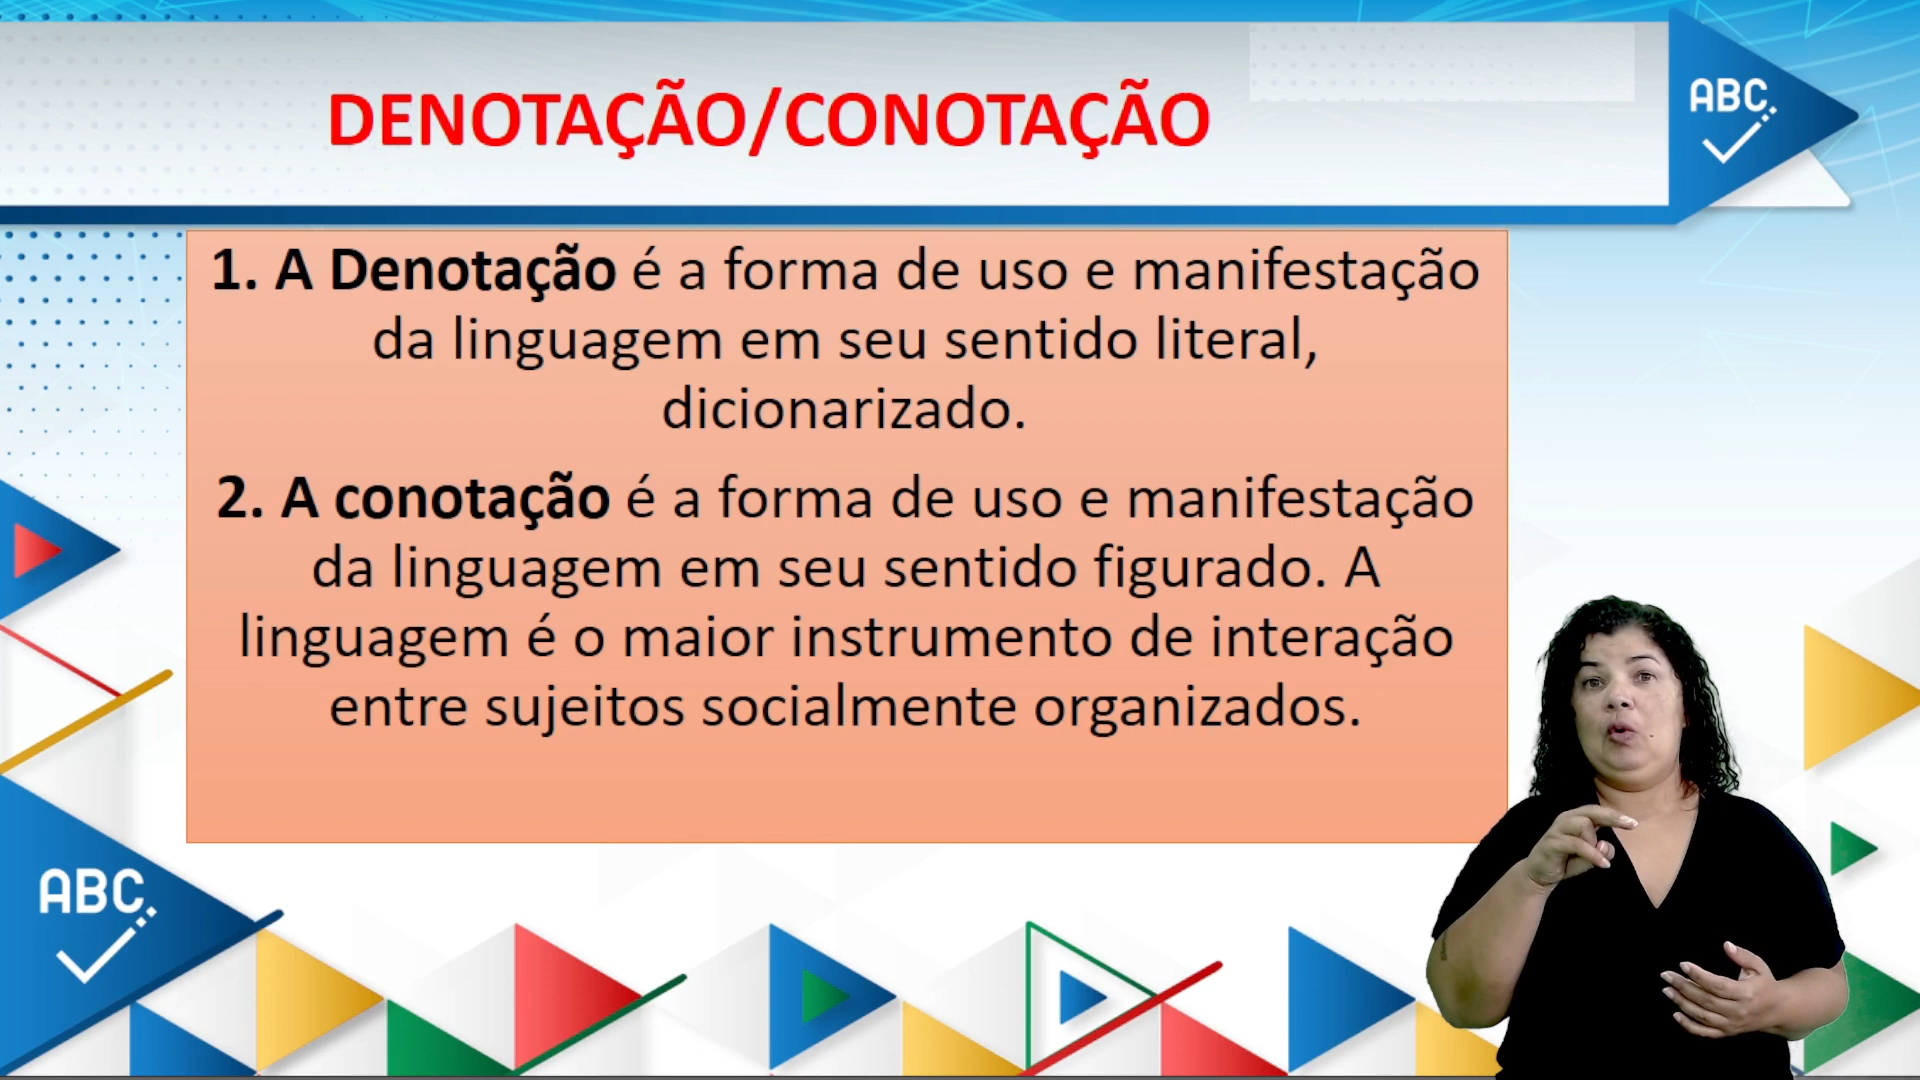 DENOTAÇÃO/CONOTAÇÃO
ABC
1. A Denotação é a forma de uso e manifestação
da linguagem em seu sentido literal,
dicionarizado.
2. A conotação é a forma de uso e manifestação
da linguagem em seu sentido figurado. A
linguagem é o maior instrumento de interação
entre sujeitos socialmente organizados.
ABC